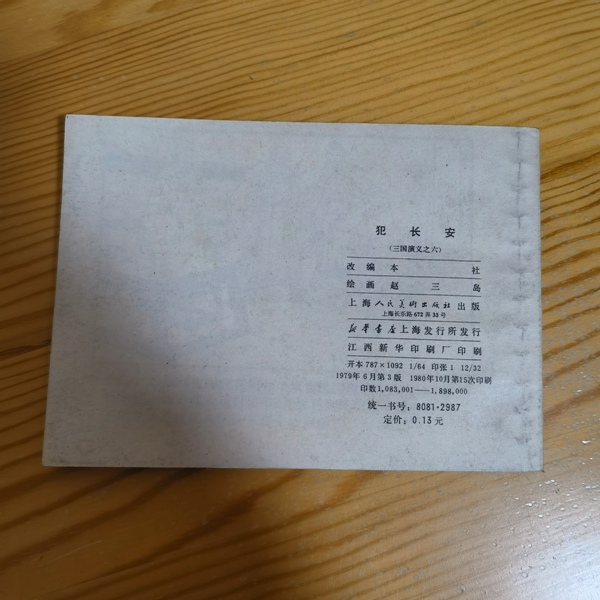 犯长安
（三国演义之六）
改编 本社
绘画 赵三岛
上海人民美术出版社出版
上海长乐路672弄33号
新华书店上海发行所发行
江西新华印刷厂印刷
开本 787×1092 1/64 印张 1 12/32
1979年6月第3版 1980年10月第15次印刷
印数1,083,001——1,898,000
统一书号：8081·2987
定价：0.13元